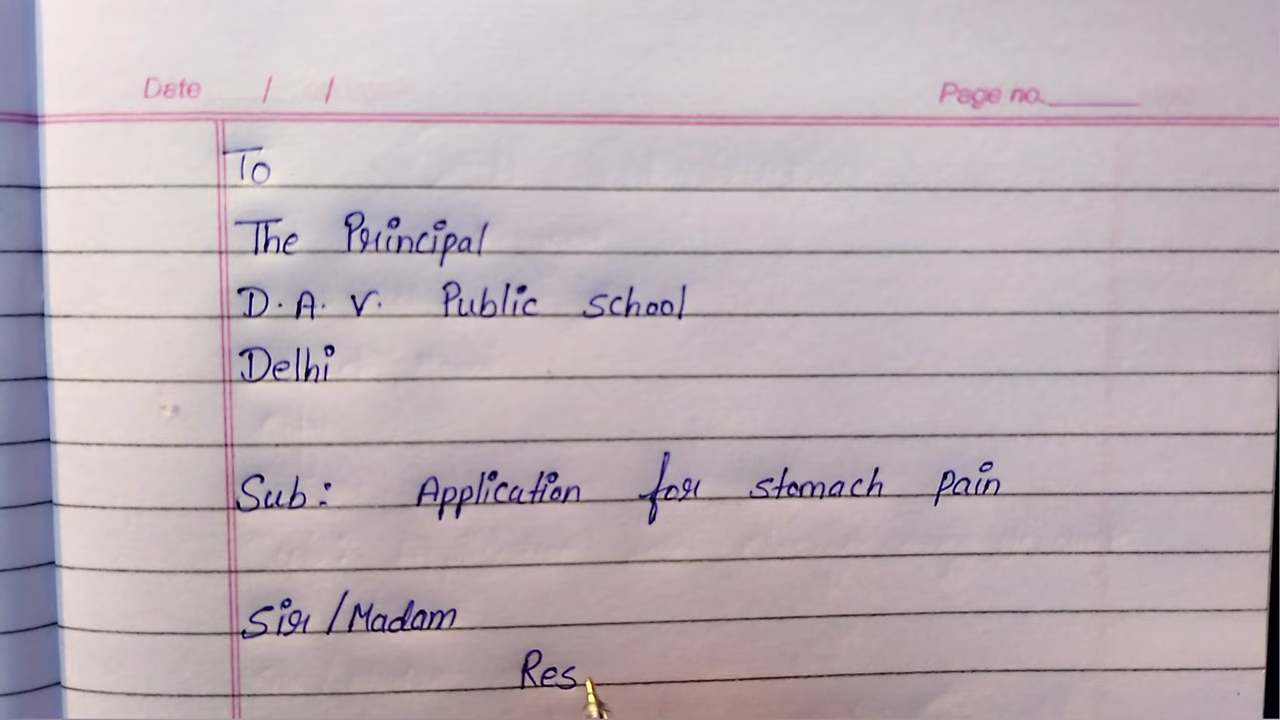 Date / /
Page no.
To
The Principal
D. A. V. Public school
Delhi
Sub: Application for stomach pain
Sir /Madam
Res